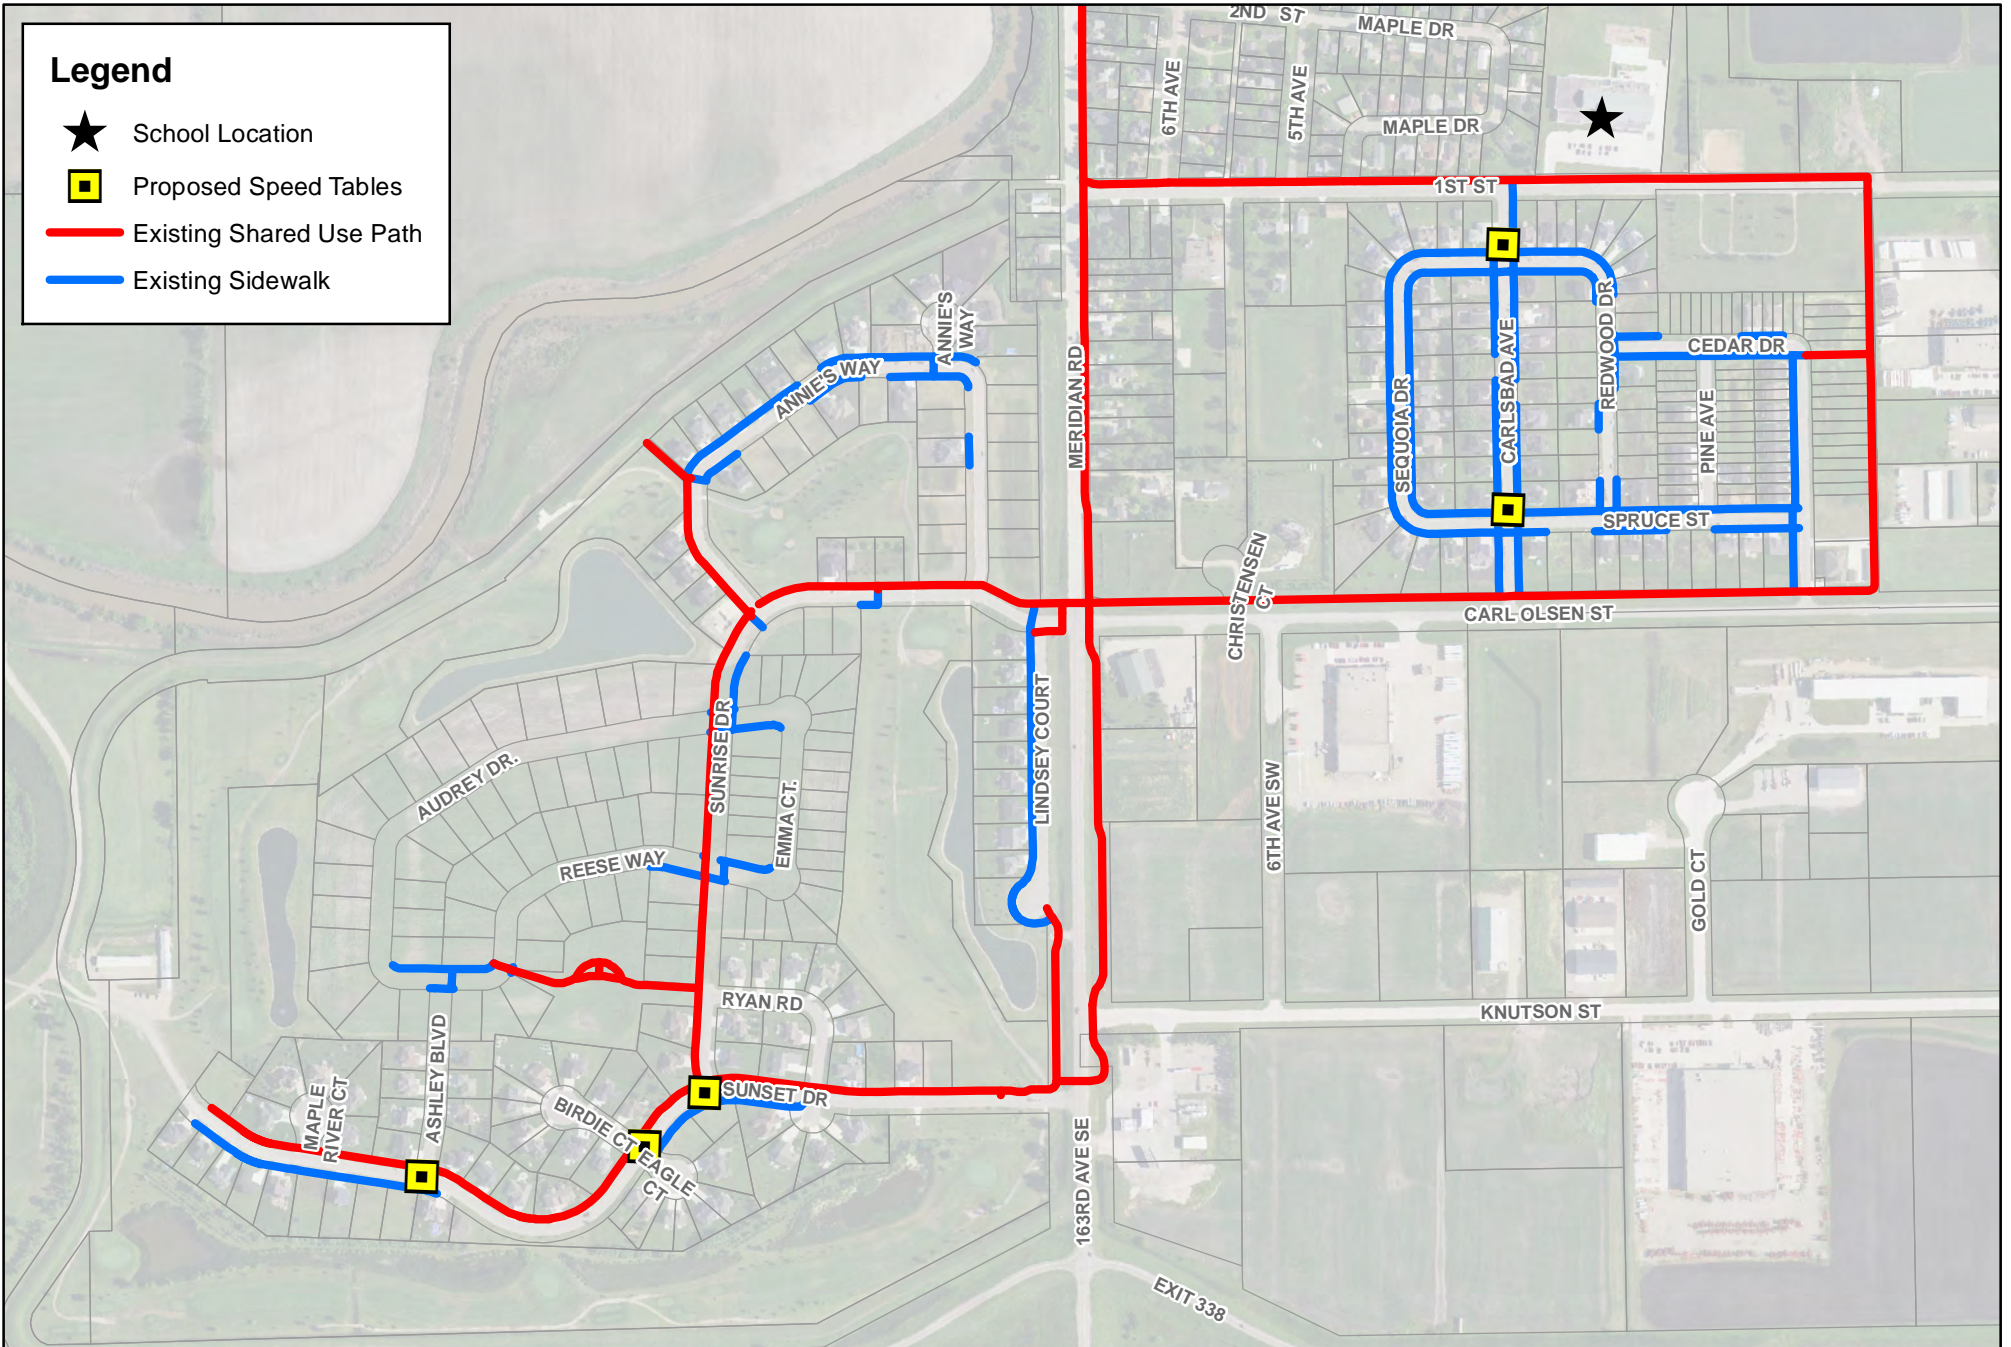 Legend
School Location
Proposed Speed Tables
Existing Shared Use Path
Existing Sidewalk
2ND ST
MAPLE DR
6TH AVE
5TH AVE
MAPLE DR
1ST ST
ANNIE'S
WAY
ANNIE'S WAY
MERIDIAN RD
SEQUOIA DR
CARLSBAD AVE
REDWOOD DR
CEDAR DR
PINE AVE
SPRUCE ST
CHRISTENSEN
CT
CARL OLSEN ST
SUNRISE DR
LINDSEY COURT
AUDREY DR.
EMMA CT.
REESE WAY
6TH AVE SW
GOLD CT
RYAN RD
KNUTSON ST
ASHLEY BLVD
MAPLE
RIVER CT
BIRDIE CT
EAGLE
CT
SUNSET DR
163RD AVE SE
EXIT 338